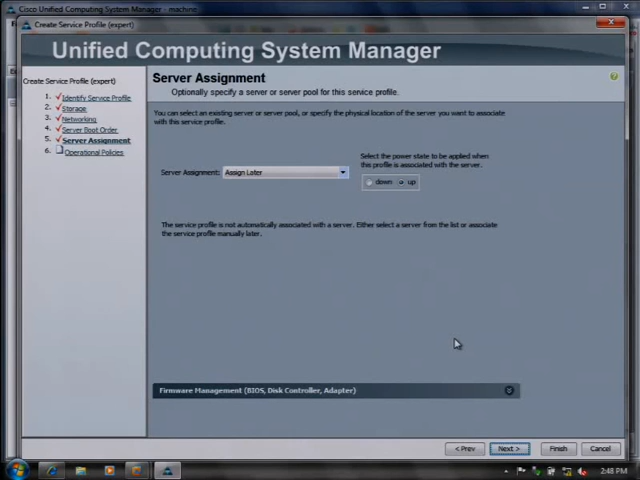 Cisco Unified Computing System Manager - machine
Create Service Profile (expert)
Unified Computing System Manager
Create Service Profile (expert)
1. Identify Service Profile
2. Storage
3. Networking
4. Server Boot Order
5. Server Assignment
6. Operational Policies
Server Assignment
Optionally specify a server or server pool for this service profile.
You can select an existing server or server pool, or specify the physical location of the server you want to associate
with this service profile.
Server Assignment: Assign Later
Select the power state to be applied when
this profile is associated with the server.
down up
The service profile is not automatically associated with a server. Either select a server from the list or associate
the service profile manually later.
Firmware Management (BIOS, Disk Controller, Adapter)
< Prev Next > Finish Cancel
2:48 PM